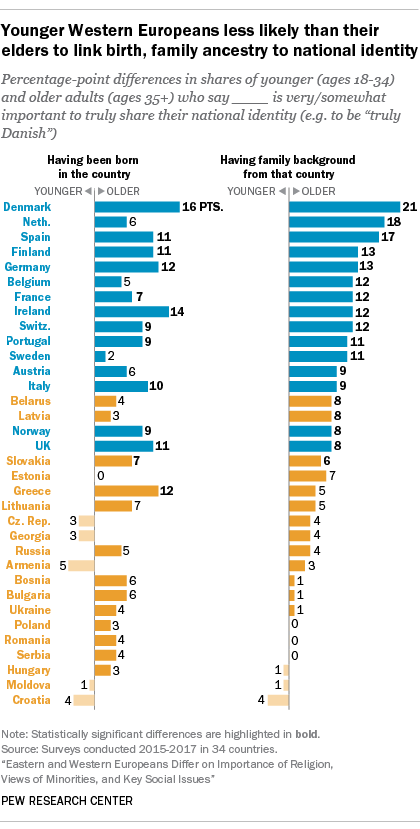 Younger Western Europeans less likely than their
elders to link birth, family ancestry to national identity
Percentage-point differences in shares of younger (ages 18-34)
and older adults (ages 35+) who say ____ is very/somewhat
important to truly share their national identity (e.g. to be “truly
Danish”)
Having been born
in the country
Having family background
from that country
YOUNGER OLDER YOUNGER OLDER
Denmark 16 PTS. 21
Neth. 6 18
Spain 11 17
Finland 11 13
Germany 12 13
Belgium 5 12
France 7 12
Ireland 14 12
Switz. 9 12
Portugal 9 11
Sweden 2 11
Austria 6 9
Italy 10 9
Belarus 4 8
Latvia 3 8
Norway 9 8
UK 11 8
Slovakia 7 6
Estonia 0 7
Greece 12 5
Lithuania 7 5
Cz. Rep. 3 4
Georgia 3 4
Russia 5 4
Armenia 5 3
Bosnia 6 1
Bulgaria 6 1
Ukraine 4 1
Poland 3 0
Romania 4 0
Serbia 4 0
Hungary 3 1
Moldova 1 1
Croatia 4 4
Note: Statistically significant differences are highlighted in bold.
Source: Surveys conducted 2015-2017 in 34 countries.
“Eastern and Western Europeans Differ on Importance of Religion,
Views of Minorities, and Key Social Issues”
PEW RESEARCH CENTER